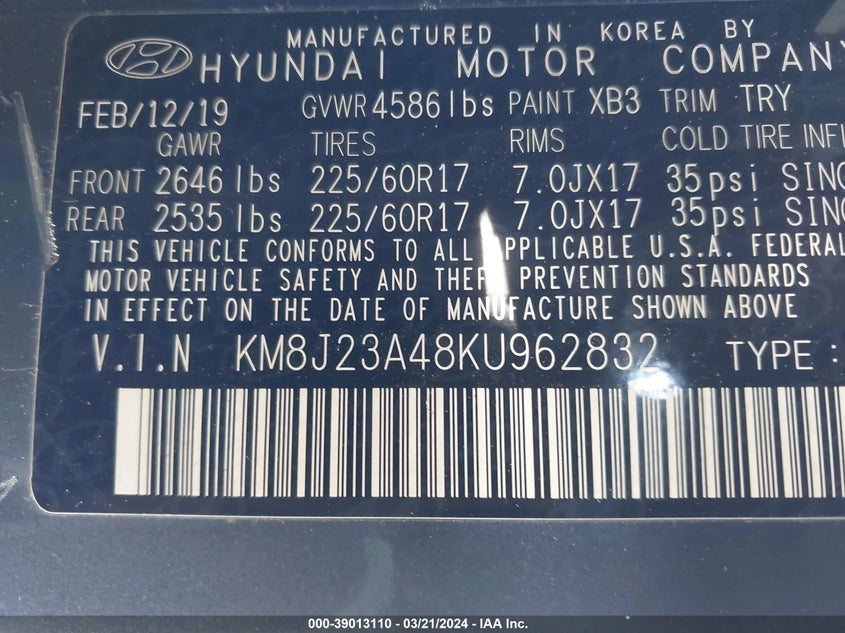 MANUFACTURED IN KOREA BY
HYUNDAI MOTOR COMPANY
FEB/12/19 GVWR 4586 lbs PAINT XB3 TRIM TRY
GAWR TIRES RIMS COLD TIRE INFL
FRONT 2646 lbs 225/60R17 7.0JX17 35psi SING
REAR 2535 lbs 225/60R17 7.0JX17 35psi SING
THIS VEHICLE CONFORMS TO ALL APPLICABLE U.S.A. FEDERAL
MOTOR VEHICLE SAFETY AND THEFT PREVENTION STANDARDS
IN EFFECT ON THE DATE OF MANUFACTURE SHOWN ABOVE
V.I.N KM8J23A48KU962832 TYPE :
000-39013110 - 03/21/2024 - IAA Inc.